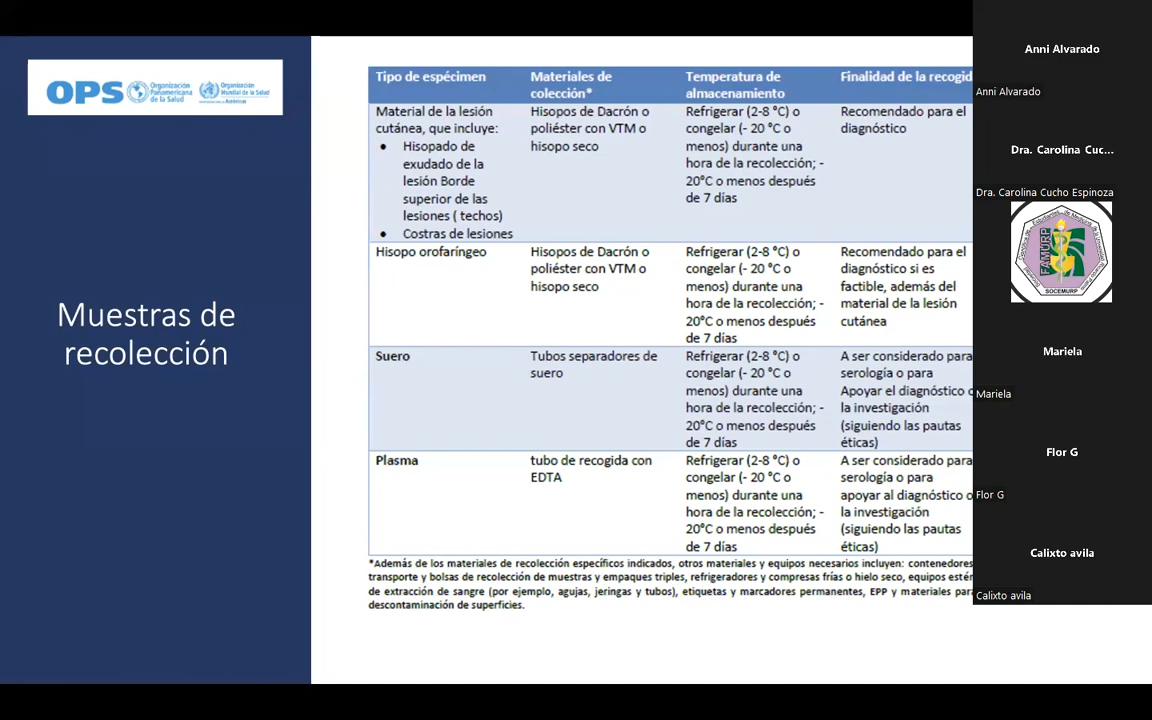 OPS
Organización
Panamericana
de la Salud
Organización
Mundial de la Salud
Muestras de
recolección
Tipo de espécimen
Materiales de
colección*
Temperatura de
almacenamiento
Finalidad de la recogid
Material de la lesión
cutánea, que incluye:
● Hisopado de
exudado de la
lesión Borde
superior de las
lesiones ( techos)
● Costras de lesiones
Hisopos de Dacrón o
poliéster con VTM o
hisopo seco
Refrigerar (2-8 °C) o
congelar (- 20 °C o
menos) durante una
hora de la recolección; -
20°C o menos después
de 7 días
Recomendado para el
diagnóstico
Hisopo orofaríngeo
Hisopos de Dacrón o
poliéster con VTM o
hisopo seco
Refrigerar (2-8 °C) o
congelar (- 20 °C o
menos) durante una
hora de la recolección; -
20°C o menos después
de 7 días
Recomendado para el
diagnóstico si es
factible, además del
material de la lesión
cutánea
Suero
Tubos separadores de
suero
Refrigerar (2-8 °C) o
congelar (- 20 °C o
menos) durante una
hora de la recolección; -
20°C o menos después
de 7 días
A ser considerado para
serología o para
Apoyar el diagnóstico o
la investigación
(siguiendo las pautas
éticas)
Plasma
tubo de recogida con
EDTA
Refrigerar (2-8 °C) o
congelar (- 20 °C o
menos) durante una
hora de la recolección; -
20°C o menos después
de 7 días
A ser considerado para
serología o para
apoyar al diagnóstico o
la investigación
(siguiendo las pautas
éticas)
*Además de los materiales de recolección específicos indicados, otros materiales y equipos necesarios incluyen: contenedores
transporte y bolsas de recolección de muestras y empaques triples, refrigeradores y compresas frías o hielo seco, equipos estér
de extracción de sangre (por ejemplo, agujas, jeringas y tubos), etiquetas y marcadores permanentes, EPP y materiales para
descontaminación de superficies.
Anni Alvarado
Anni Alvarado
Dra. Carolina Cuc...
Dra. Carolina Cucho Espinoza
FAMURP
SOCEMURP
Mariela
Mariela
Flor G
Flor G
Calixto avila
Calixto avila